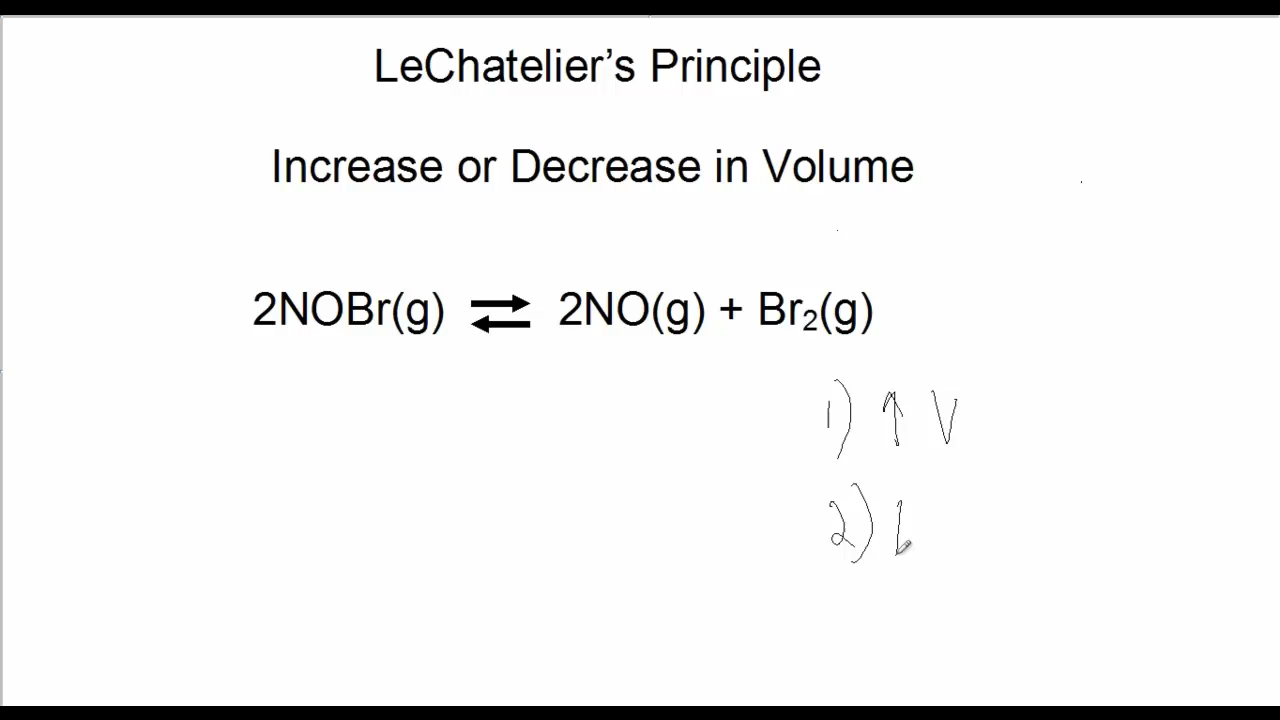 LeChatelier’s Principle
Increase or Decrease in Volume
2NOBr(g) ⇌ 2NO(g) + Br₂(g)
1) ↑ V
2)